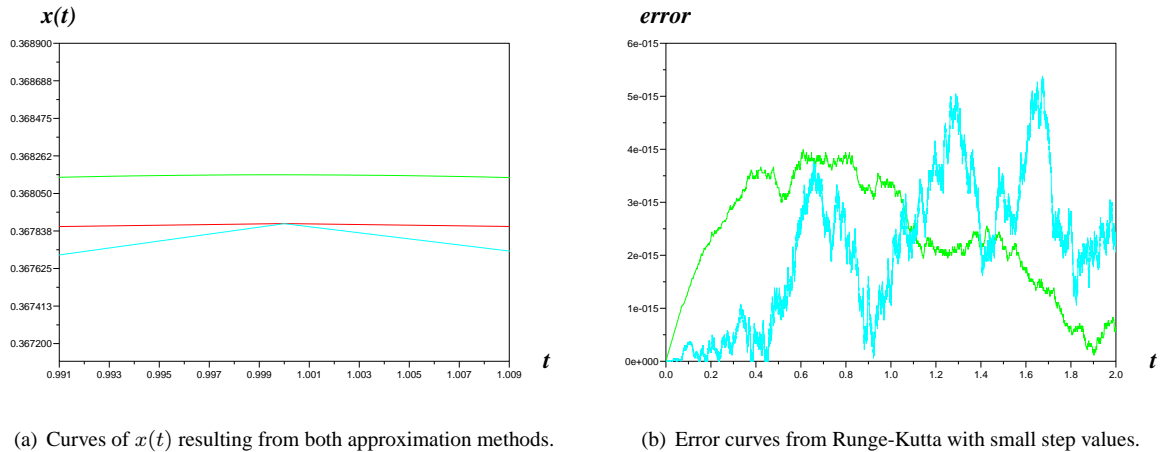 x(t)
0.368900
0.368688
0.368475
0.368262
0.368050
0.367838
0.367625
0.367413
0.367200
0.991 0.993 0.995 0.997 0.999 1.001 1.003 1.005 1.007 1.009
t
error
6e-015
5e-015
4e-015
3e-015
2e-015
1e-015
0e+000
0.0 0.2 0.4 0.6 0.8 1.0 1.2 1.4 1.6 1.8 2.0
t
(a) Curves of x(t) resulting from both approximation methods.
(b) Error curves from Runge-Kutta with small step values.